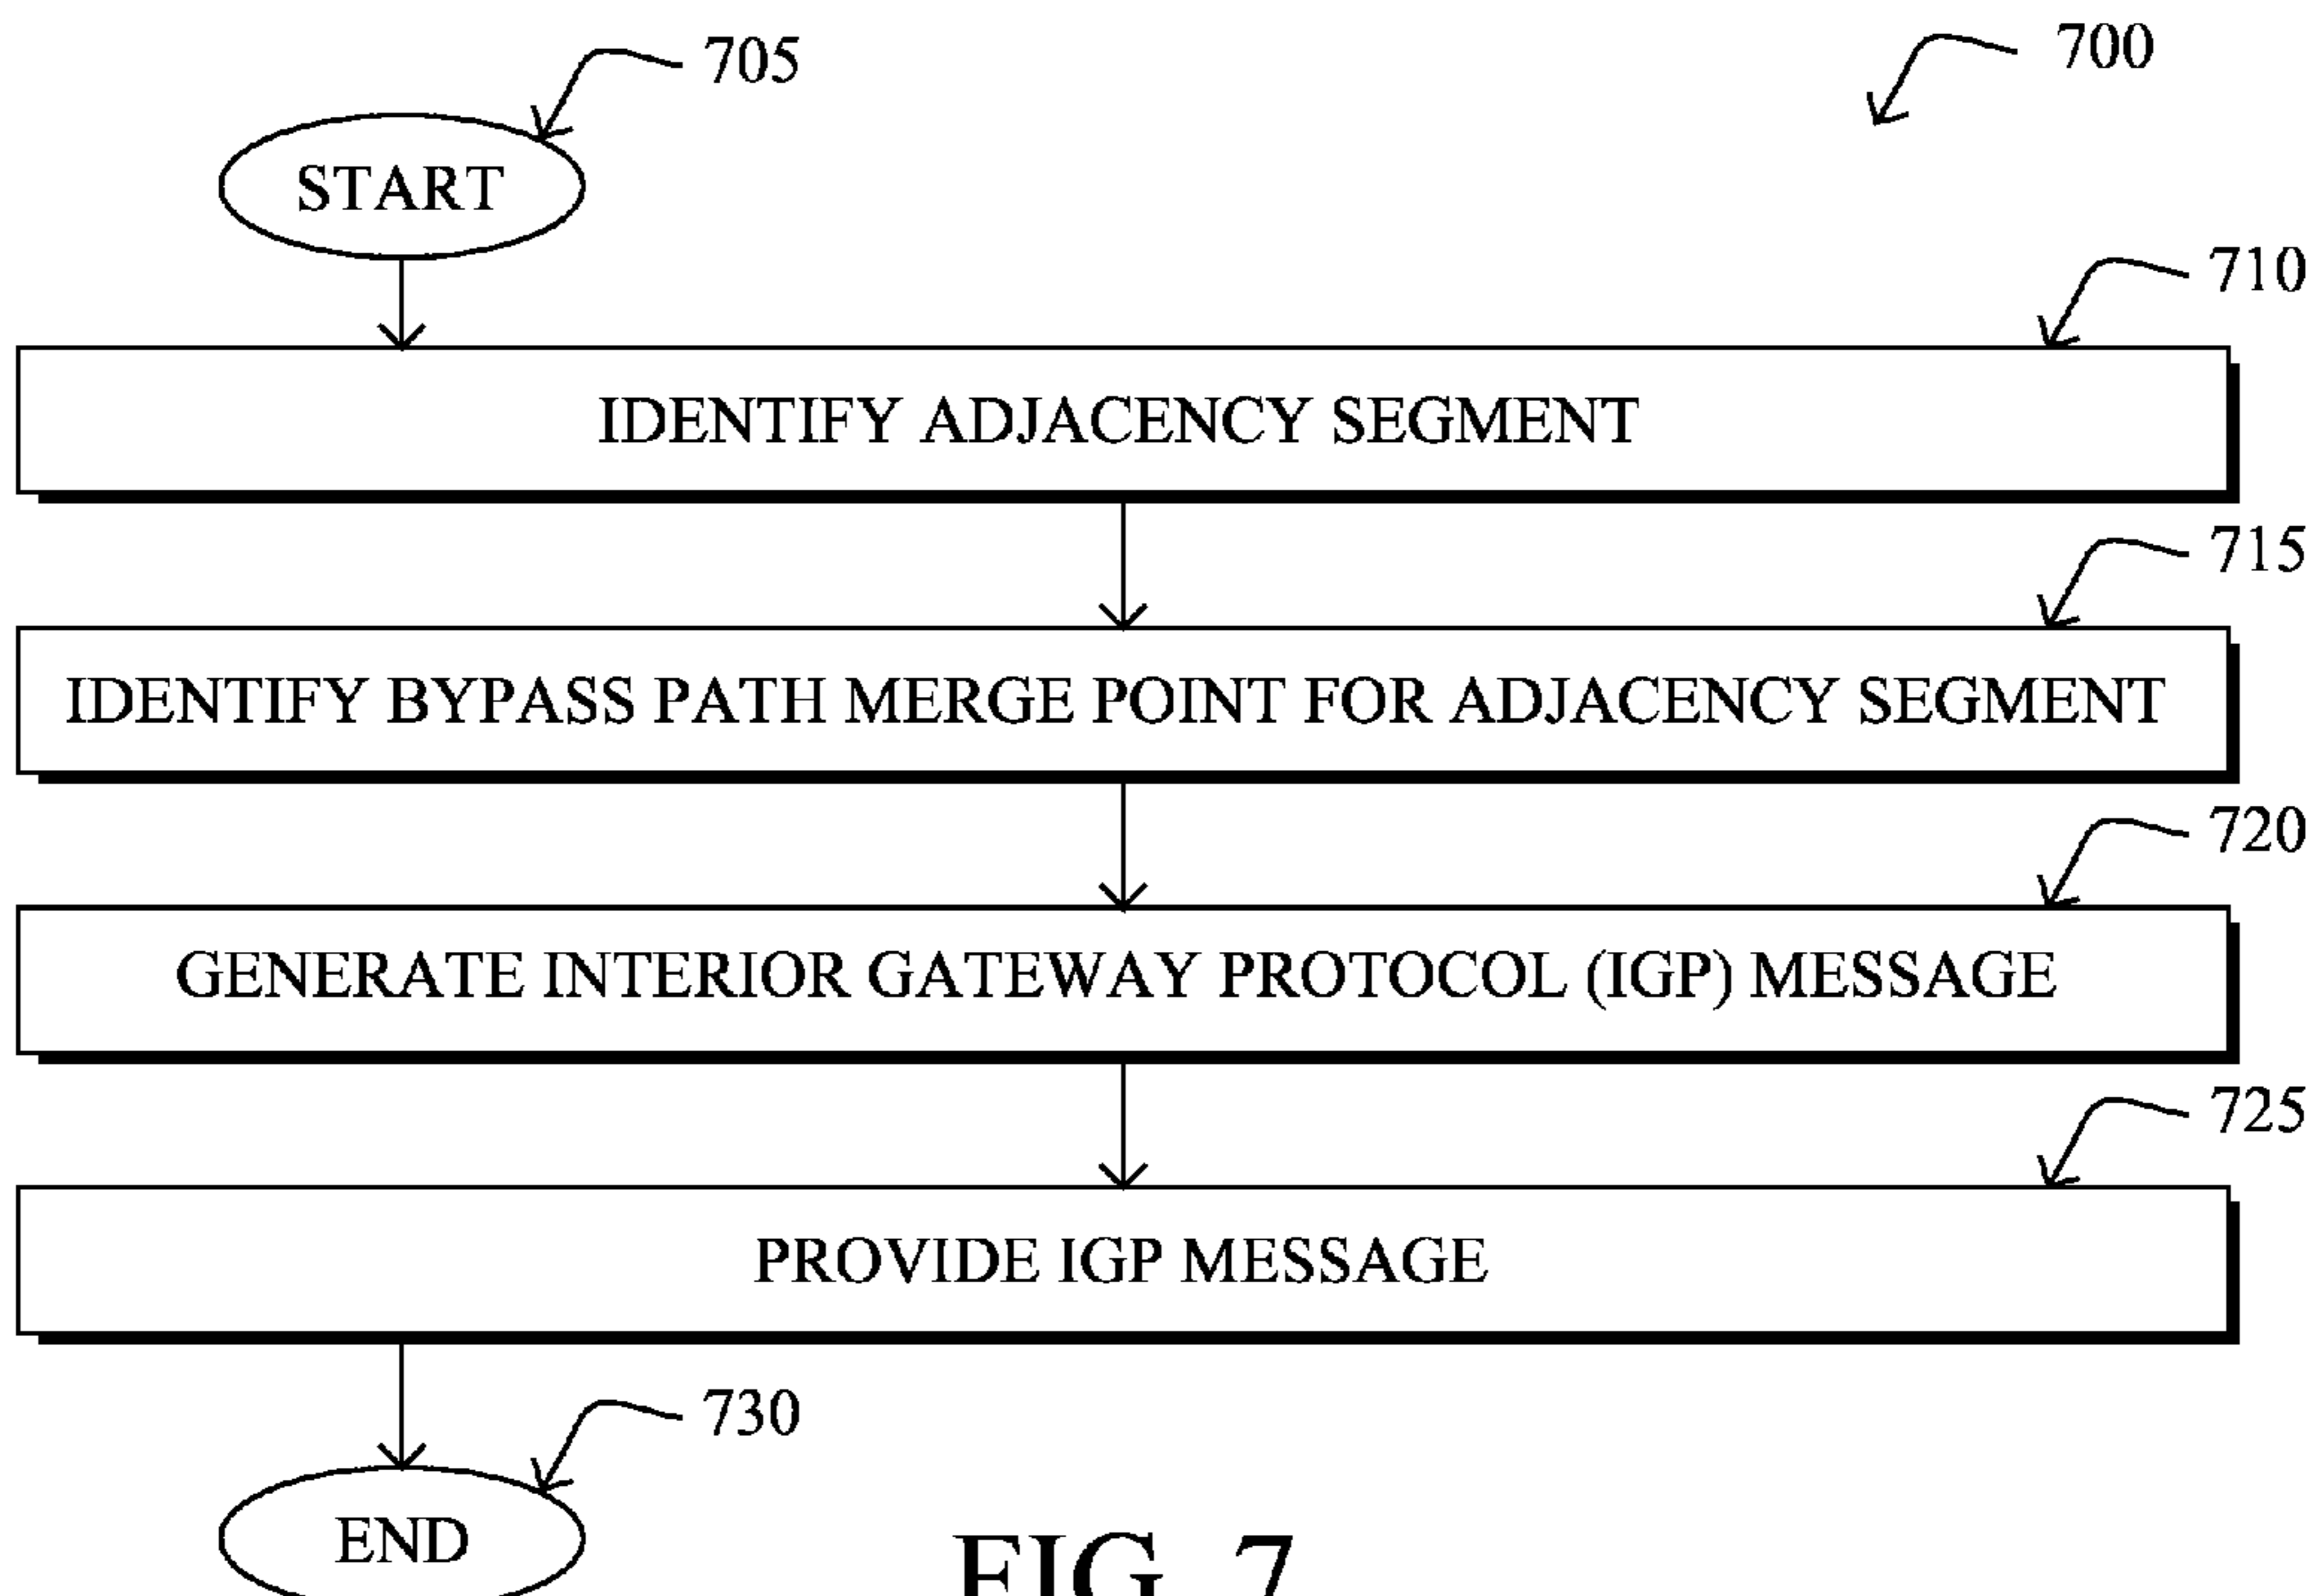 705
700
START
710
IDENTIFY ADJACENCY SEGMENT
715
IDENTIFY BYPASS PATH MERGE POINT FOR ADJACENCY SEGMENT
720
GENERATE INTERIOR GATEWAY PROTOCOL (IGP) MESSAGE
725
PROVIDE IGP MESSAGE
730
END
FIG. 7